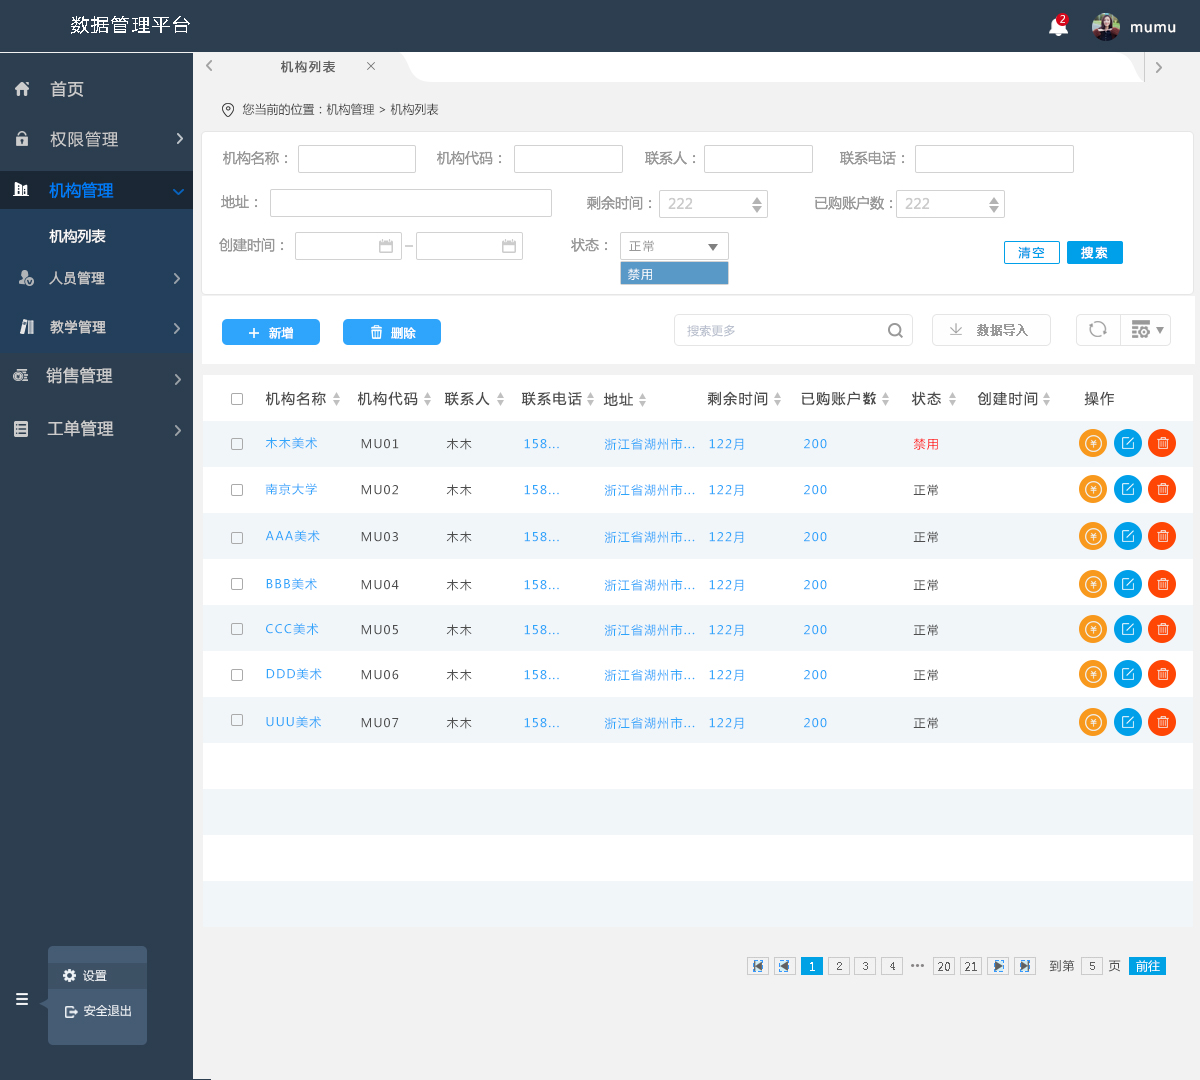 数据管理平台
2
mumu
首页
权限管理
机构管理
机构列表
人员管理
教学管理
销售管理
工单管理
设置
安全退出
机构列表 ×
您当前的位置：机构管理 > 机构列表
机构名称： 机构代码： 联系人： 联系电话：
地址： 剩余时间： 222 已购账户数： 222
创建时间： – 状态： 正常
禁用
清空 搜索
+ 新增 删除 搜索更多 数据导入
机构名称 机构代码 联系人 联系电话 地址 剩余时间 已购账户数 状态 创建时间 操作
木木美术 MU01 木木 158... 浙江省湖州市... 122月 200 禁用
南京大学 MU02 木木 158... 浙江省湖州市... 122月 200 正常
AAA美术 MU03 木木 158... 浙江省湖州市... 122月 200 正常
BBB美术 MU04 木木 158... 浙江省湖州市... 122月 200 正常
CCC美术 MU05 木木 158... 浙江省湖州市... 122月 200 正常
DDD美术 MU06 木木 158... 浙江省湖州市... 122月 200 正常
UUU美术 MU07 木木 158... 浙江省湖州市... 122月 200 正常
1 2 3 4 ••• 20 21 到第 5 页 前往